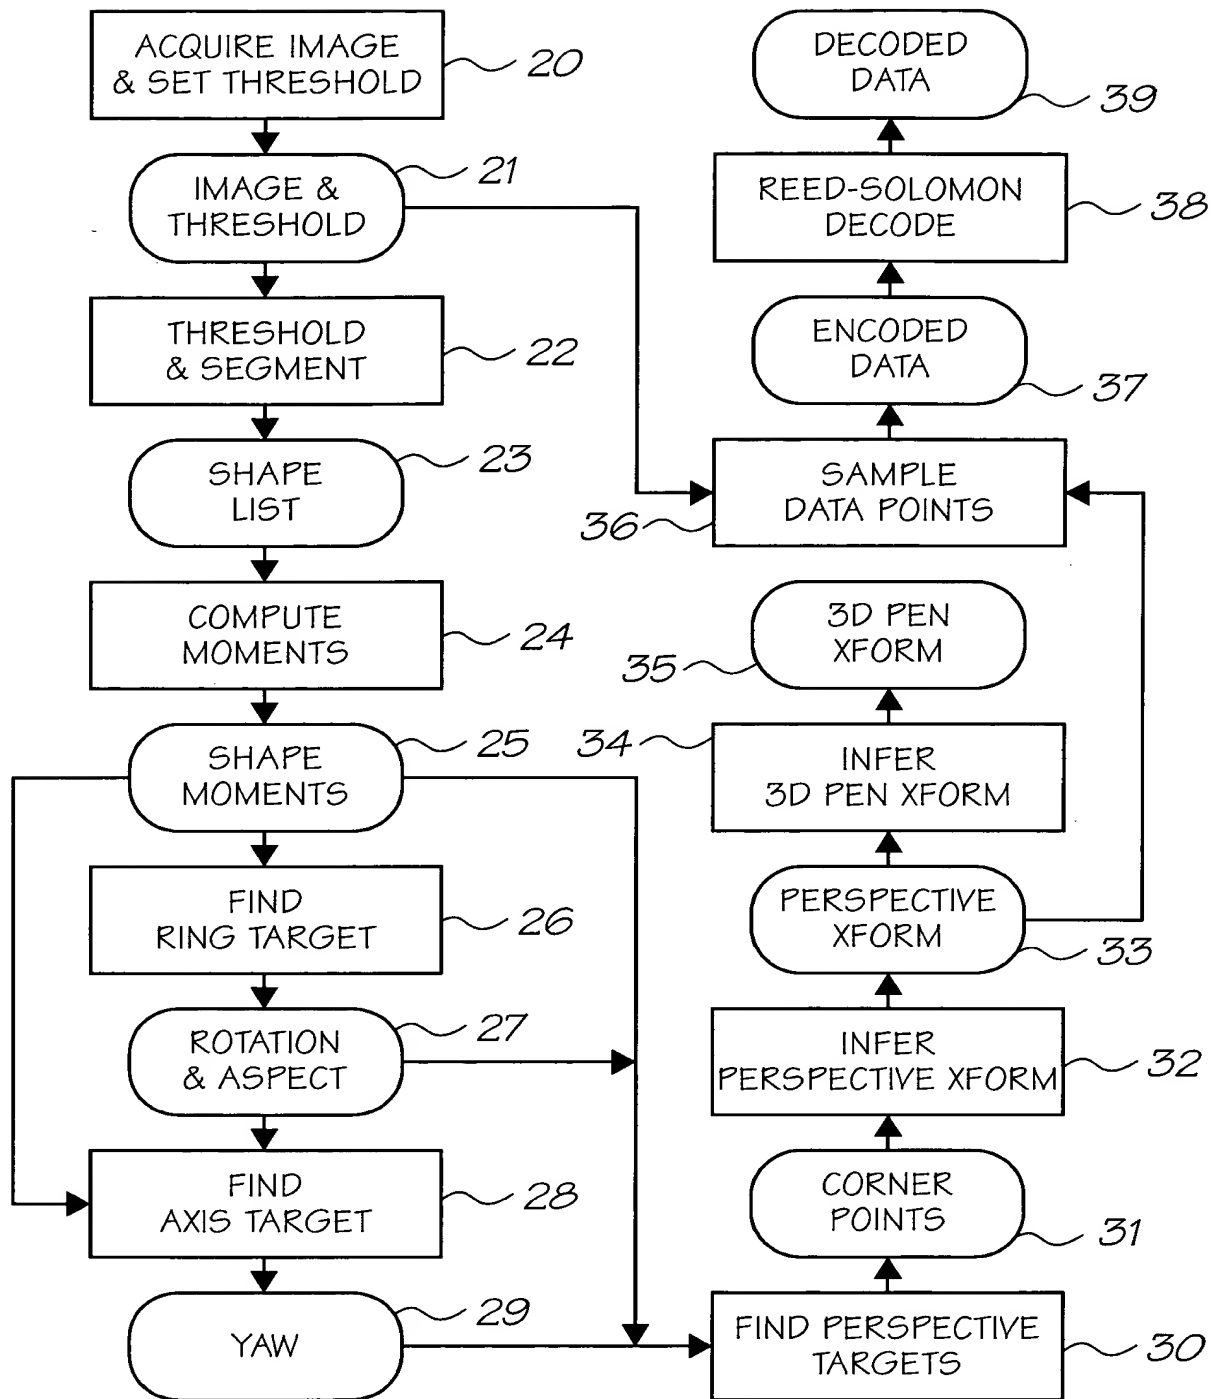 ACQUIRE IMAGE
& SET THRESHOLD
20
IMAGE &
THRESHOLD
21
THRESHOLD
& SEGMENT
22
SHAPE
LIST
23
COMPUTE
MOMENTS
24
SHAPE
MOMENTS
25
FIND
RING TARGET
26
ROTATION
& ASPECT
27
FIND
AXIS TARGET
28
YAW
29
DECODED
DATA
39
REED-SOLOMON
DECODE
38
ENCODED
DATA
37
SAMPLE
DATA POINTS
36
3D PEN
XFORM
35
INFER
3D PEN XFORM
34
PERSPECTIVE
XFORM
33
INFER
PERSPECTIVE XFORM
32
CORNER
POINTS
31
FIND PERSPECTIVE
TARGETS
30